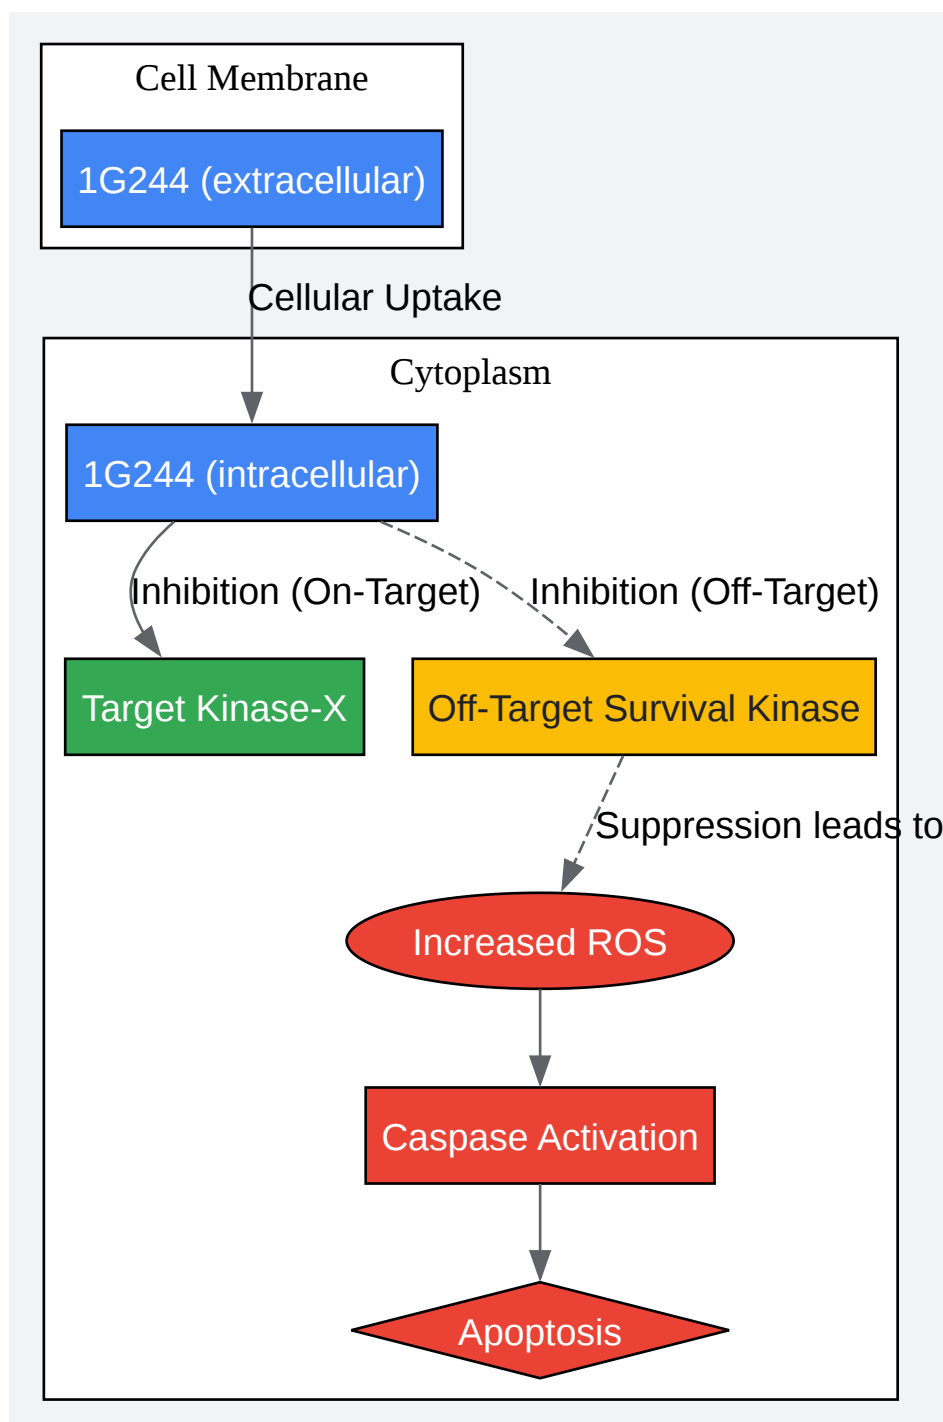 Cell Membrane
1G244 (extracellular)
Cellular Uptake
Cytoplasm
1G244 (intracellular)
Inhibition (On-Target)
Inhibition (Off-Target)
Target Kinase-X
Off-Target Survival Kinase
Suppression leads to
Increased ROS
Caspase Activation
Apoptosis